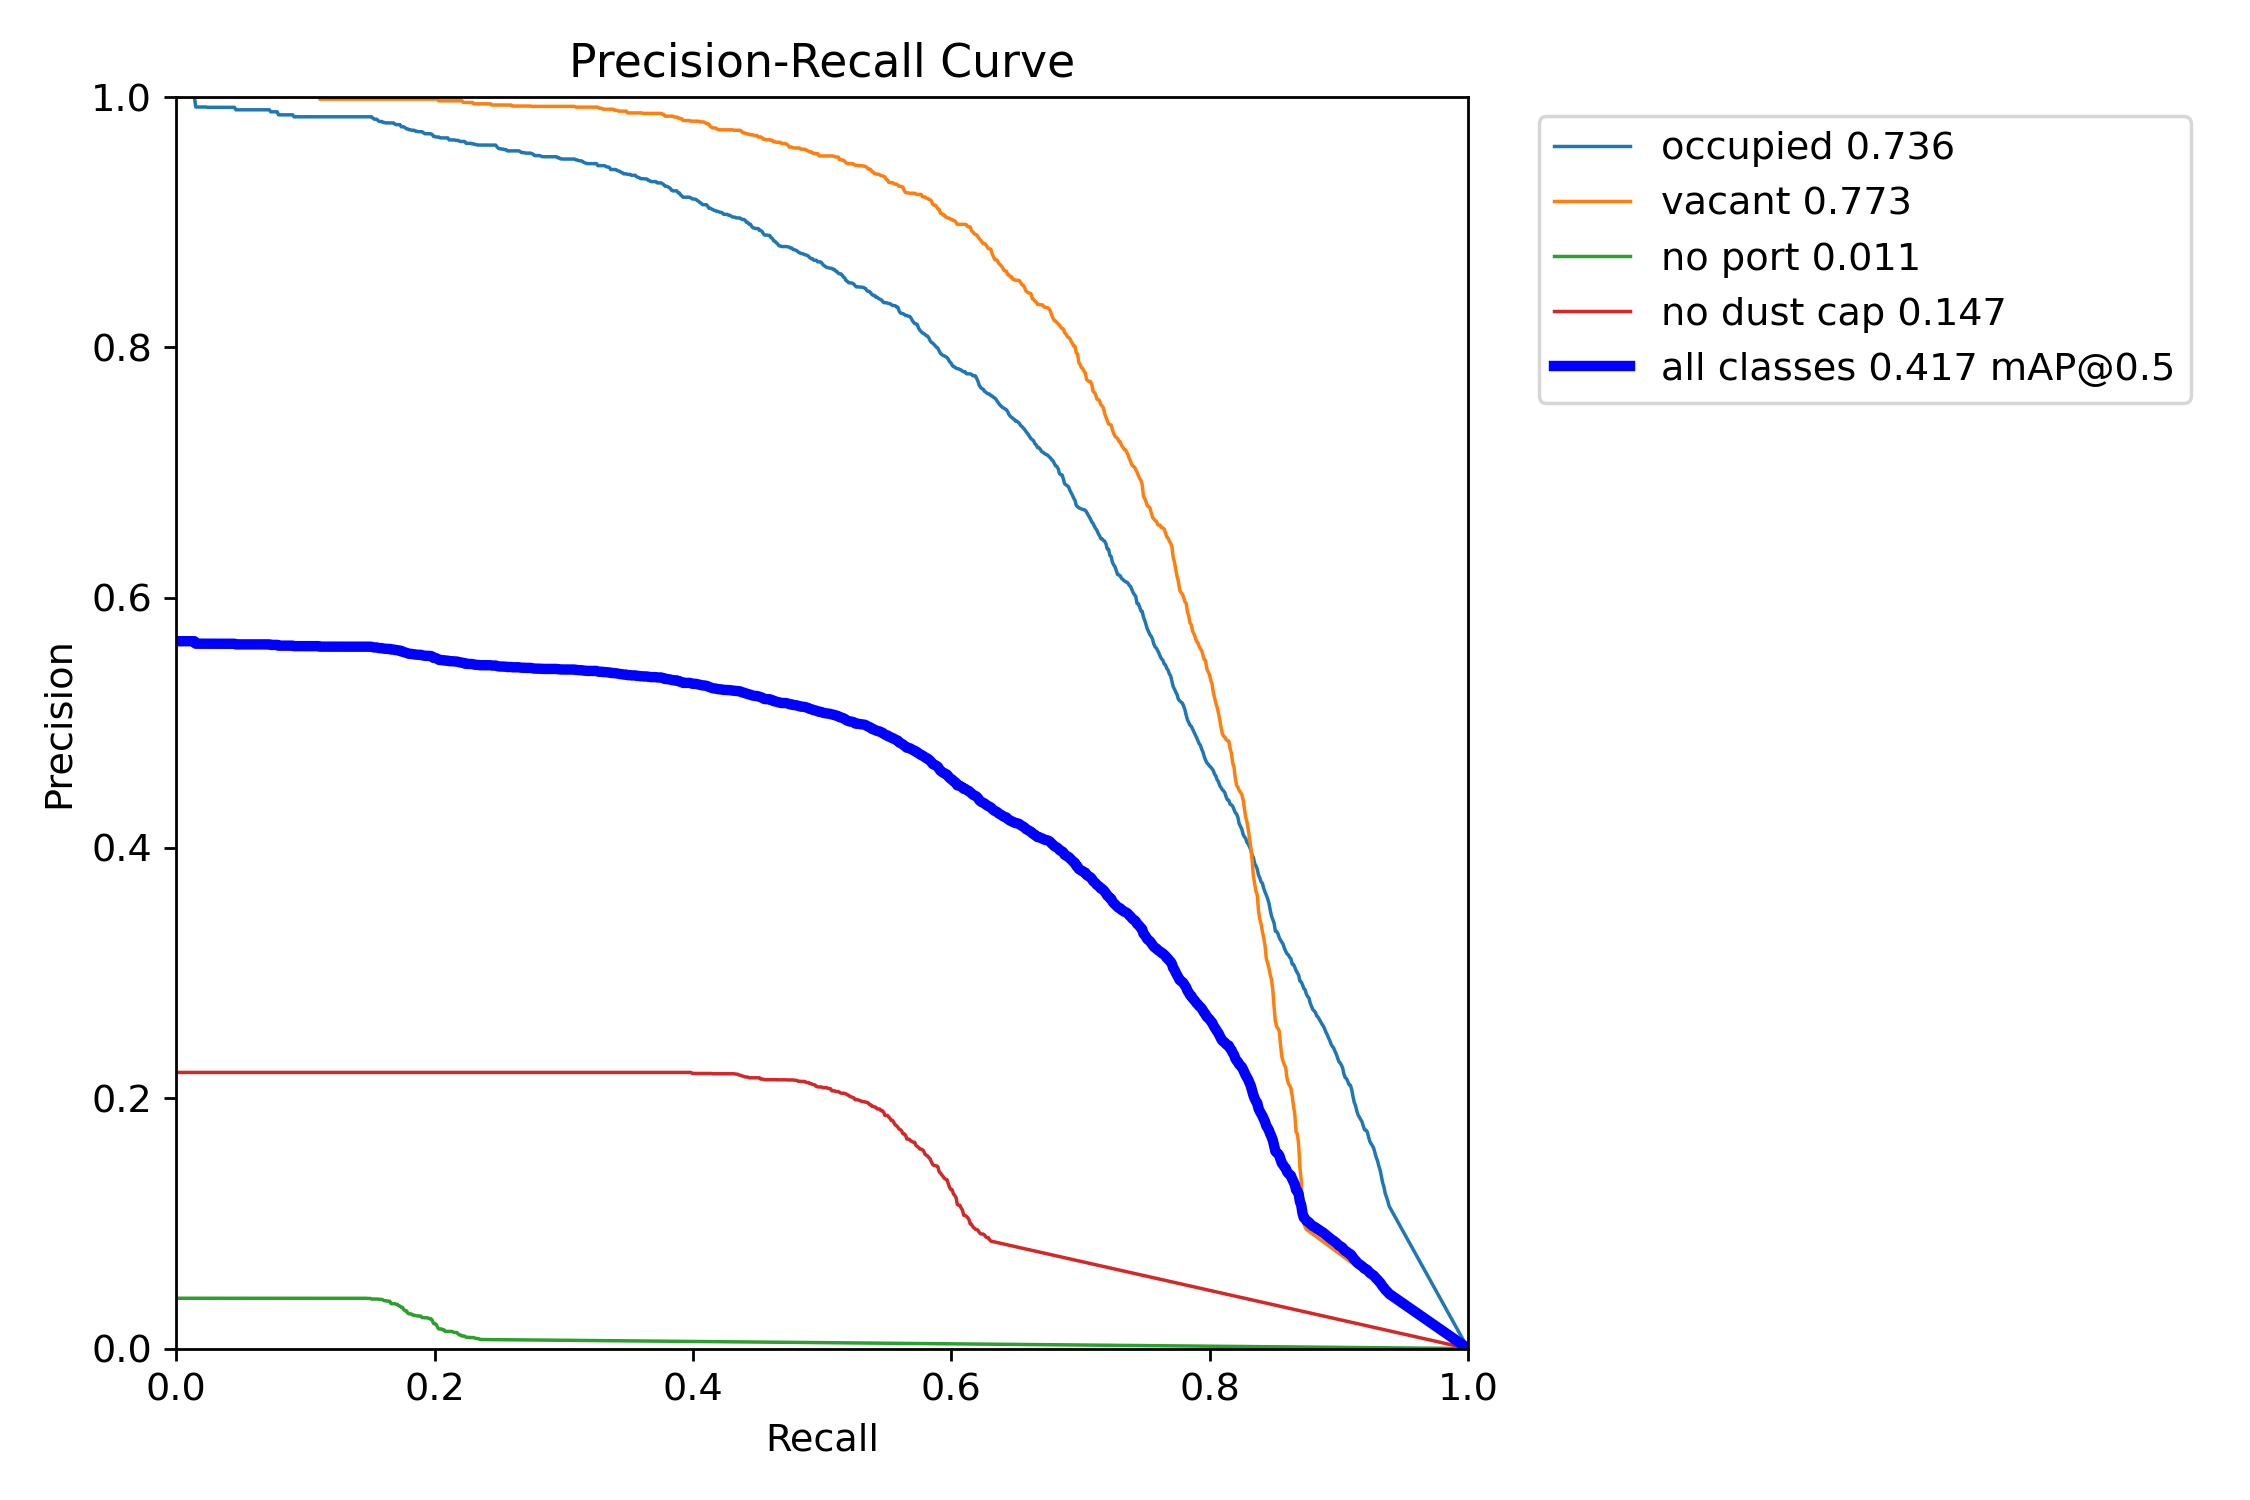 Precision-Recall Curve
1.0
0.8
0.6
0.4
0.2
0.0
Precision
0.0 0.2 0.4 0.6 0.8 1.0
Recall
occupied 0.736
vacant 0.773
no port 0.011
no dust cap 0.147
all classes 0.417 mAP@0.5